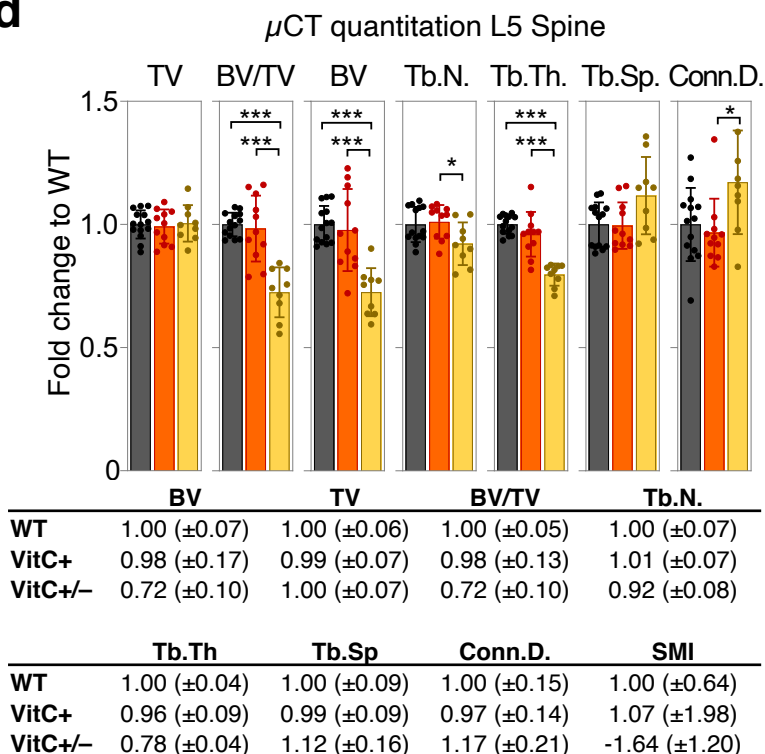 d
µCT quantitation L5 Spine
TV BV/TV BV Tb.N. Tb.Th. Tb.Sp. Conn.D.
1.5
*** *** *** *
*** *** * ***
1.0
0.5
0
Fold change to WT
BV TV BV/TV Tb.N.
WT 1.00 (±0.07) 1.00 (±0.06) 1.00 (±0.05) 1.00 (±0.07)
VitC+ 0.98 (±0.17) 0.99 (±0.07) 0.98 (±0.13) 1.01 (±0.07)
VitC+/– 0.72 (±0.10) 1.00 (±0.07) 0.72 (±0.10) 0.92 (±0.08)
Tb.Th Tb.Sp Conn.D. SMI
WT 1.00 (±0.04) 1.00 (±0.09) 1.00 (±0.15) 1.00 (±0.64)
VitC+ 0.96 (±0.09) 0.99 (±0.09) 0.97 (±0.14) 1.07 (±1.98)
VitC+/– 0.78 (±0.04) 1.12 (±0.16) 1.17 (±0.21) -1.64 (±1.20)